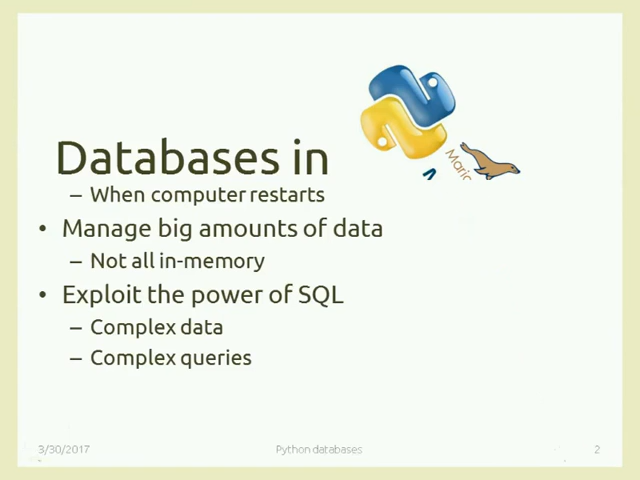 Databases in
Maric
– When computer restarts
• Manage big amounts of data
– Not all in-memory
• Exploit the power of SQL
– Complex data
– Complex queries
3/30/2017
Python databases
2